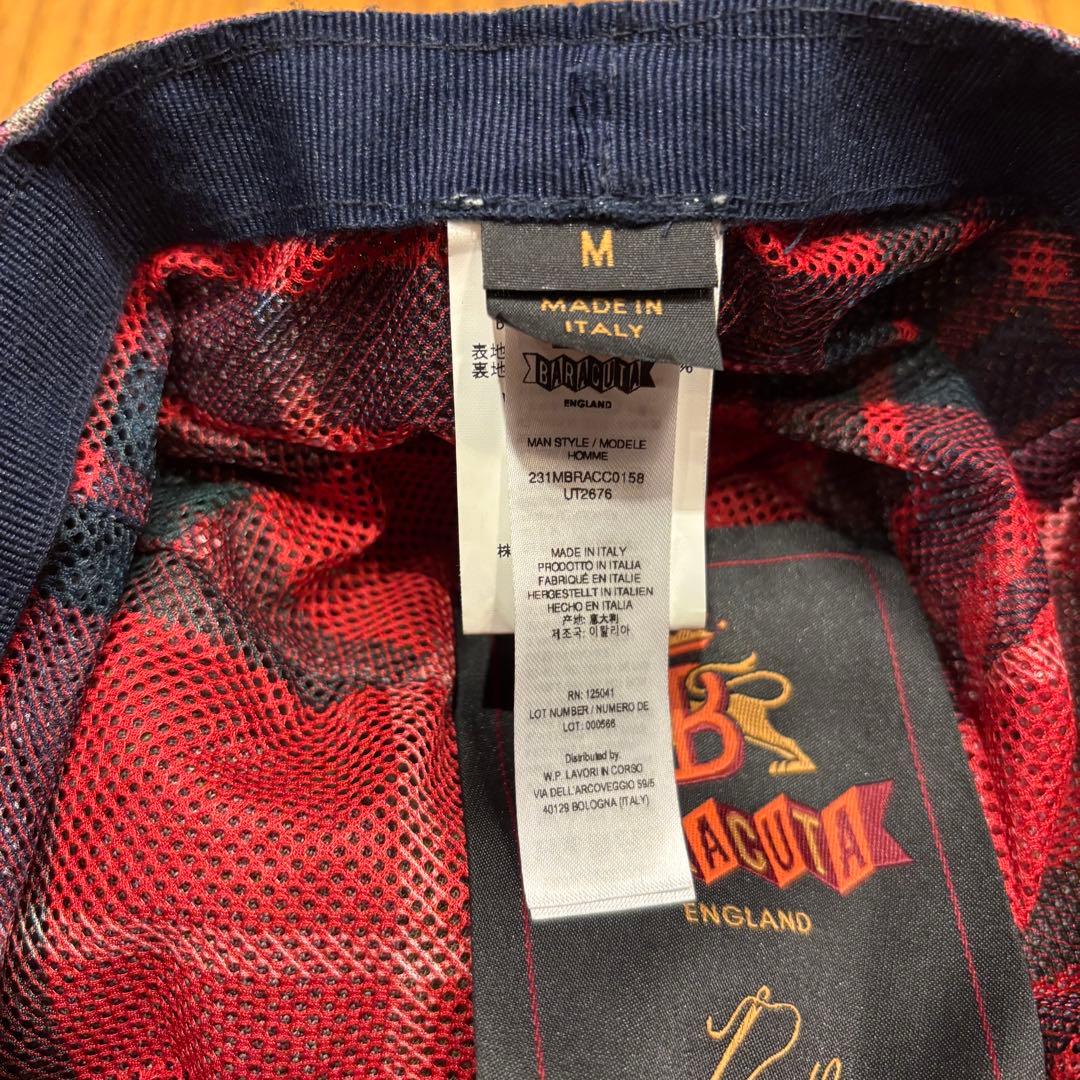 M
MADE IN
ITALY
表地
裏地
%
BARACUTA
ENGLAND
MAN STYLE / MODELE
HOMME
231MBRACC0158
UT2676
株
MADE IN ITALY
PRODOTTO IN ITALIA
FABRIQUÉ EN ITALIE
HERGESTELLT IN ITALIEN
HECHO EN ITALIA
产地: 意大利
제조국: 이탈리아
RN: 125041
LOT NUMBER / NUMERO DE
LOT: 000566
Distributed by:
W.P. LAVORI IN CORSO
VIA DELL'ARCOVEGGIO 59/5
40129 BOLOGNA (ITALY)
B
RACUTA
ENGLAND